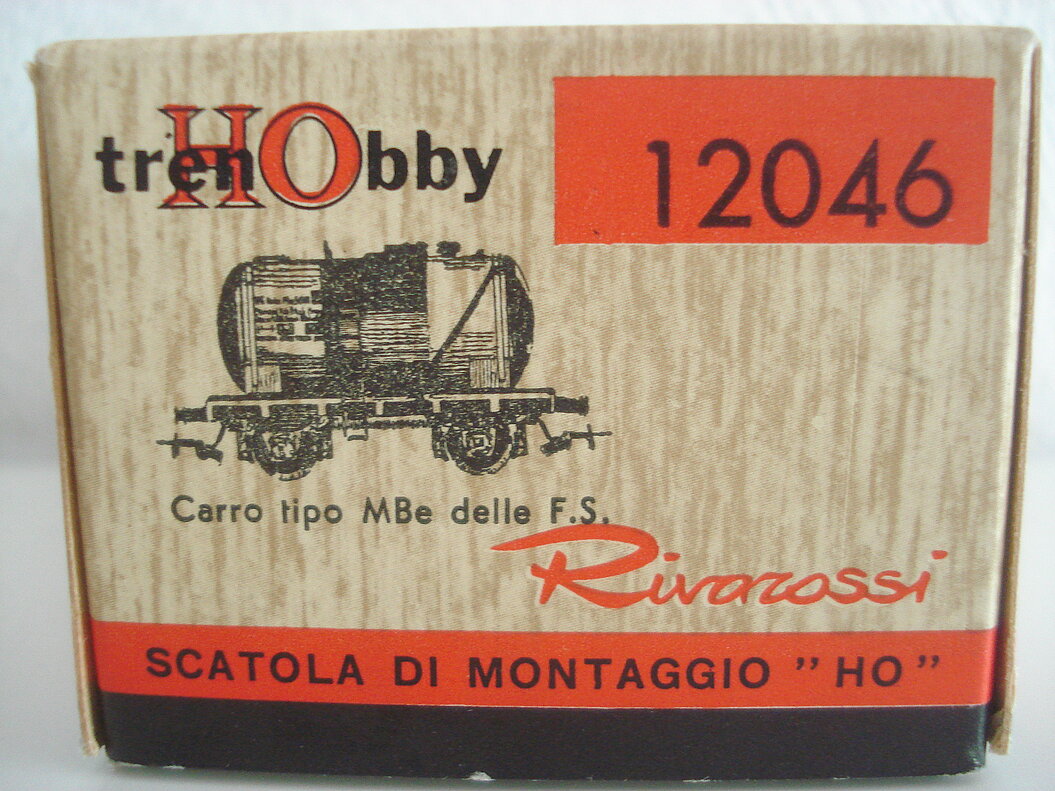 trenHObby
12046
Carro tipo MBe delle F.S.
Rivarossi
SCATOLA DI MONTAGGIO "HO"